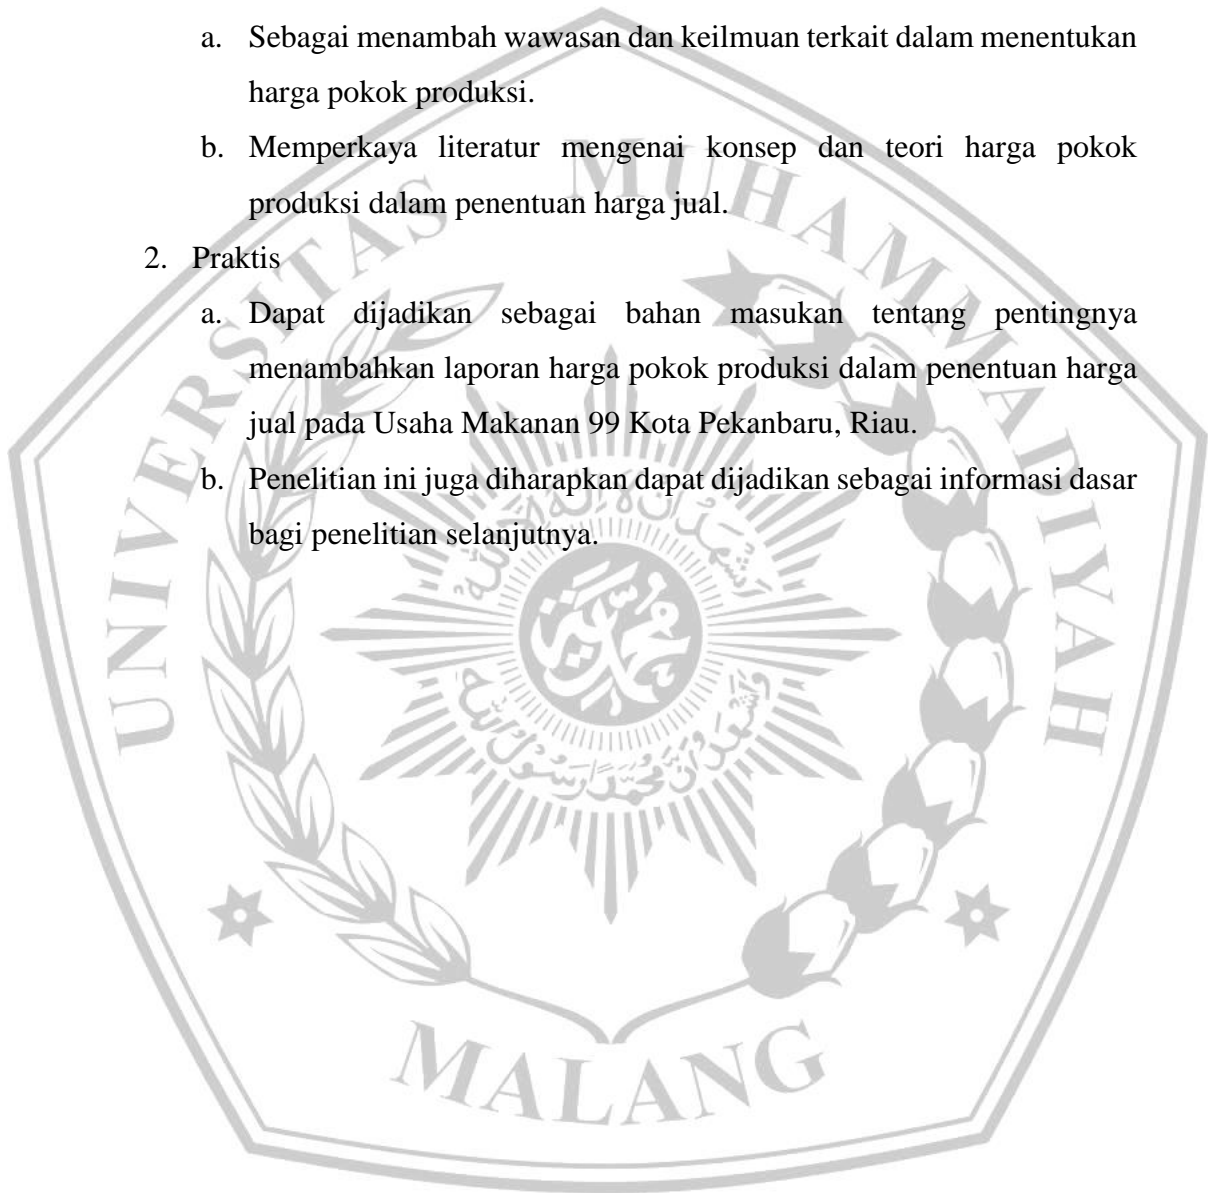 a. Sebagai menambah wawasan dan keilmuan terkait dalam menentukan
harga pokok produksi.
b. Memperkaya literatur mengenai konsep dan teori harga pokok
produksi dalam penentuan harga jual.
2. Praktis
a. Dapat dijadikan sebagai bahan masukan tentang pentingnya
menambahkan laporan harga pokok produksi dalam penentuan harga
jual pada Usaha Makanan 99 Kota Pekanbaru, Riau.
b. Penelitian ini juga diharapkan dapat dijadikan sebagai informasi dasar
bagi penelitian selanjutnya.
UNIVERSITAS MUHAMMADIYAH
MALANG